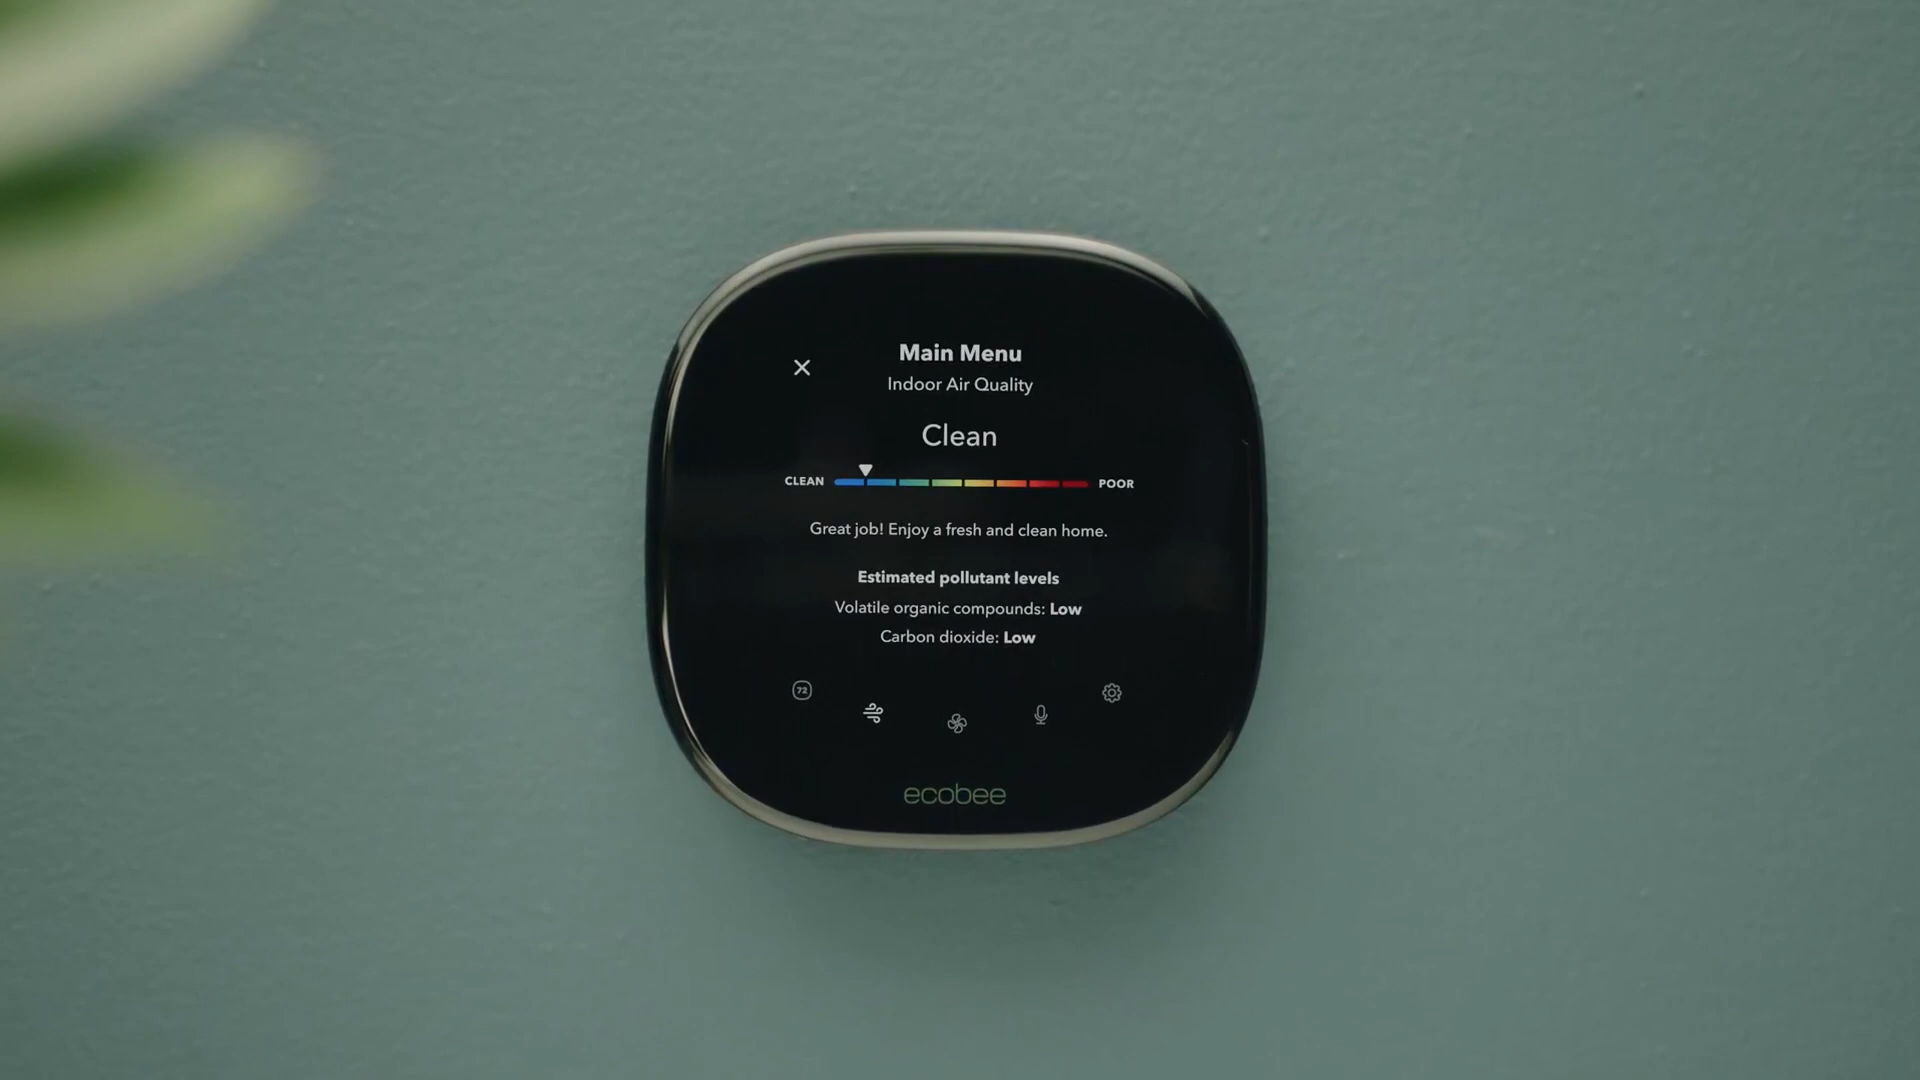 Main Menu
Indoor Air Quality
Clean
CLEAN POOR
Great job! Enjoy a fresh and clean home.
Estimated pollutant levels
Volatile organic compounds: Low
Carbon dioxide: Low
72
ecobee